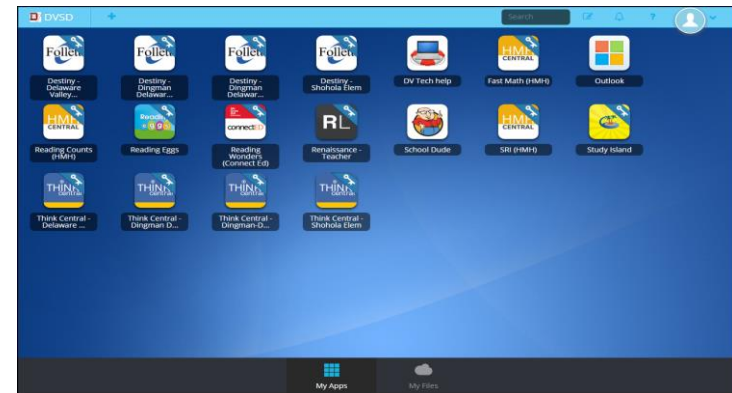 DVSD
Search
?
Follett
Follett
Follett
Follett
HMH
CENTRAL
Destiny -
Delaware
Valley...
Destiny -
Dingman
Delawar...
Destiny -
Dingman
Delawar...
Destiny -
Shohola Elem
DV Tech help
Fast Math (HMH)
Outlook
HMH
CENTRAL
Reading
eggs
connectED
RL
HMH
CENTRAL
Reading Counts
(HMH)
Reading Eggs
Reading
Wonders
(Connect Ed)
Renaissance -
Teacher
School Dude
SRI (HMH)
Study Island
THINK
Central
THINK
Central
THINK
Central
THINK
Central
Think Central -
Delaware ...
Think Central -
Dingman D...
Think Central -
Dingman-D...
Think Central -
Shohola Elem
My Apps
My Files